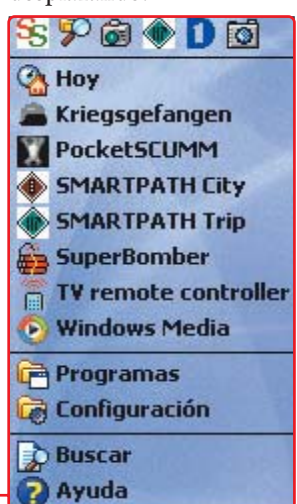 Hoy
Kriegsgefangen
PocketSCUMM
SMARTPATH City
SMARTPATH Trip
SuperBomber
TV remote controller
Windows Media
Programas
Configuración
Buscar
Ayuda